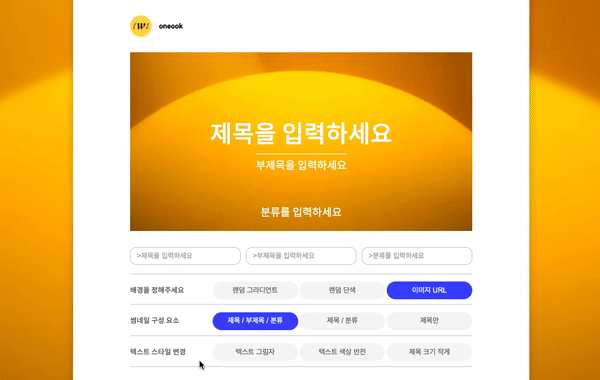 oneook
제목을 입력하세요
부제목을 입력하세요
분류를 입력하세요
>제목을 입력하세요 >부제목을 입력하세요 >분류를 입력하세요
배경을 정해주세요 랜덤 그라디언트 랜덤 단색 이미지 URL
썸네일 구성 요소 제목 / 부제목 / 분류 제목 / 분류 제목만
텍스트 스타일 변경 텍스트 그림자 텍스트 색상 반전 제목 크기 작게